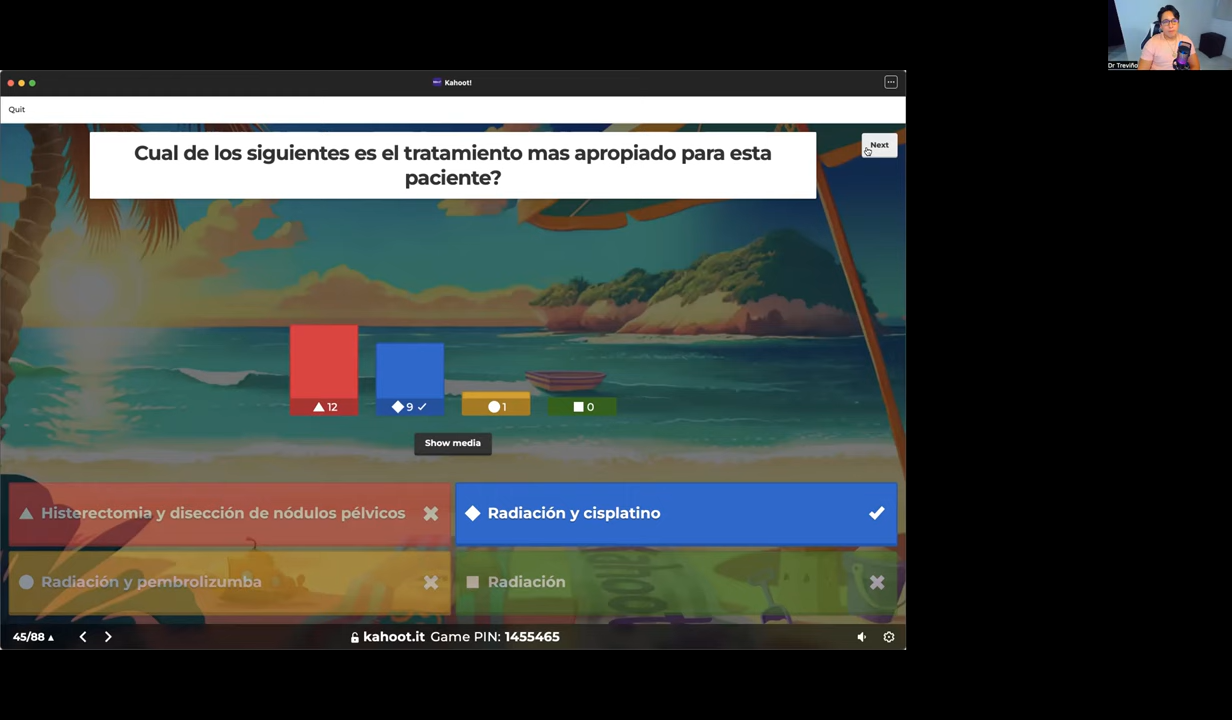 Dr Treviño
Kahoot!
Quit
Cual de los siguientes es el tratamiento mas apropiado para esta
paciente?
Next
12
9
1
0
Show media
Histerectomia y disección de nódulos pélvicos
Radiación y cisplatino
Radiación y pembrolizumba
Radiación
45/88
kahoot.it Game PIN: 1455465